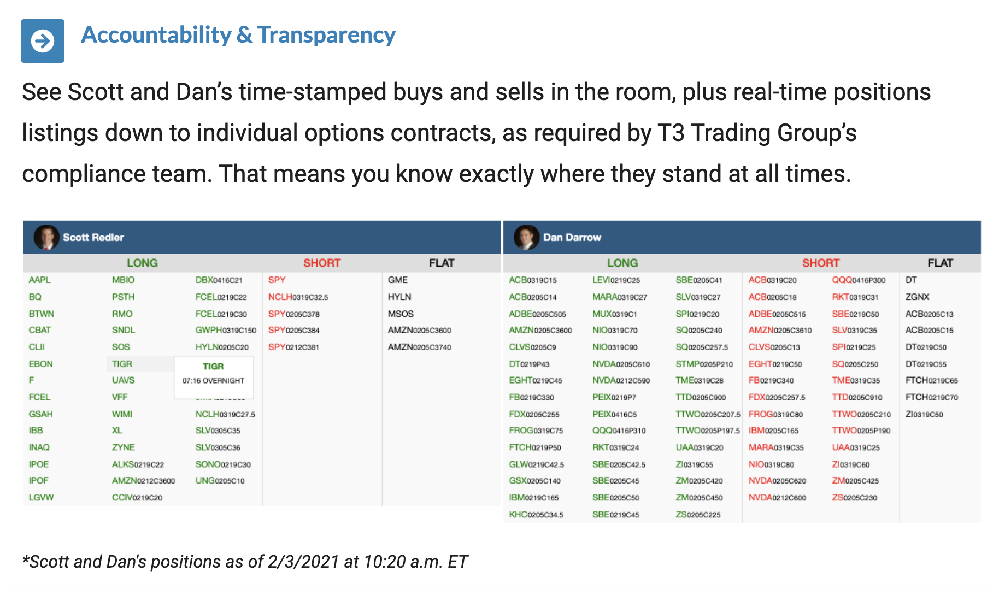 Accountability & Transparency
See Scott and Dan’s time-stamped buys and sells in the room, plus real-time positions
listings down to individual options contracts, as required by T3 Trading Group’s
compliance team. That means you know exactly where they stand at all times.
Scott Redler
LONG SHORT FLAT
AAPL MBIO DBX0416C21 SPY GME
BQ PSTH FCEL0219C22 NCLH0319C32.5 HYLN
BTWN RMO FCEL0219C30 SPY0205C378 MSOS
CBAT SNDL GWPH0319C150 SPY0205C384 AMZN0205C3600
CLII SOS HYLN0205C20 SPY0212C381 AMZN0205C3740
EBON TIGR TIGR
F UAVS 07:16 OVERNIGHT
FCEL VFF
GSAH WIMI NCLH0319C27.5
IBB XL SLV0305C35
INAQ ZYNE SLV0305C36
IPOE ALKS0219C22 SONO0219C30
IPOF AMZN0212C3600 UNG0205C10
LGVW CCIV0219C20
Dan Darrow
LONG SHORT FLAT
ACB0319C15 LEVI0219C25 SBE0205C41 ACB0319C20 QQQ0416P300 DT
ACB0205C14 MARA0319C27 SLV0319C27 ACB0205C18 RKT0319C31 ZGNX
ADBE0205C505 MUX0319C1 SPI0219C20 ADBE0205C515 SBE0219C50 ACB0205C13
AMZN0205C3600 NIO0319C70 SQ0205C240 AMZN0205C3610 SLV0319C35 ACB0205C15
CLVS0205C9 NIO0319C90 SQ0205C257.5 CLVS0205C13 SPI0219C25 DT0219C50
DT0219P43 NVDA0205C610 STMP0205P210 EGHT0219C50 SQ0205C250 DT0219C55
EGHT0219C45 NVDA0212C590 TME0319C28 FB0219C340 TME0319C35 FTCH0219C65
FB0219C330 PEIX0219P7 TTD0205C900 FDX0205C257.5 TTD0205C910 FTCH0219C70
FDX0205C255 PEIX0416C5 TTWO0205C207.5 FROG0319C80 TTWO0205C210 ZI0319C50
FROG0319C75 QQQ0416P310 TTWO0205P197.5 IBM0205C165 TTWO0205P190
FTCH0219P50 RKT0319C24 UAA0319C20 MARA0319C35 UAA0319C25
GLW0219C42.5 SBE0205C42.5 ZI0319C55 NIO0319C80 ZI0319C60
GSX0205C140 SBE0205C45 ZM0205C420 NVDA0205C620 ZM0205C425
IBM0219C165 SBE0205C50 ZM0205C450 NVDA0212C600 ZS0205C230
KHC0205C34.5 SBE0219C45 ZS0205C225
*Scott and Dan's positions as of 2/3/2021 at 10:20 a.m. ET